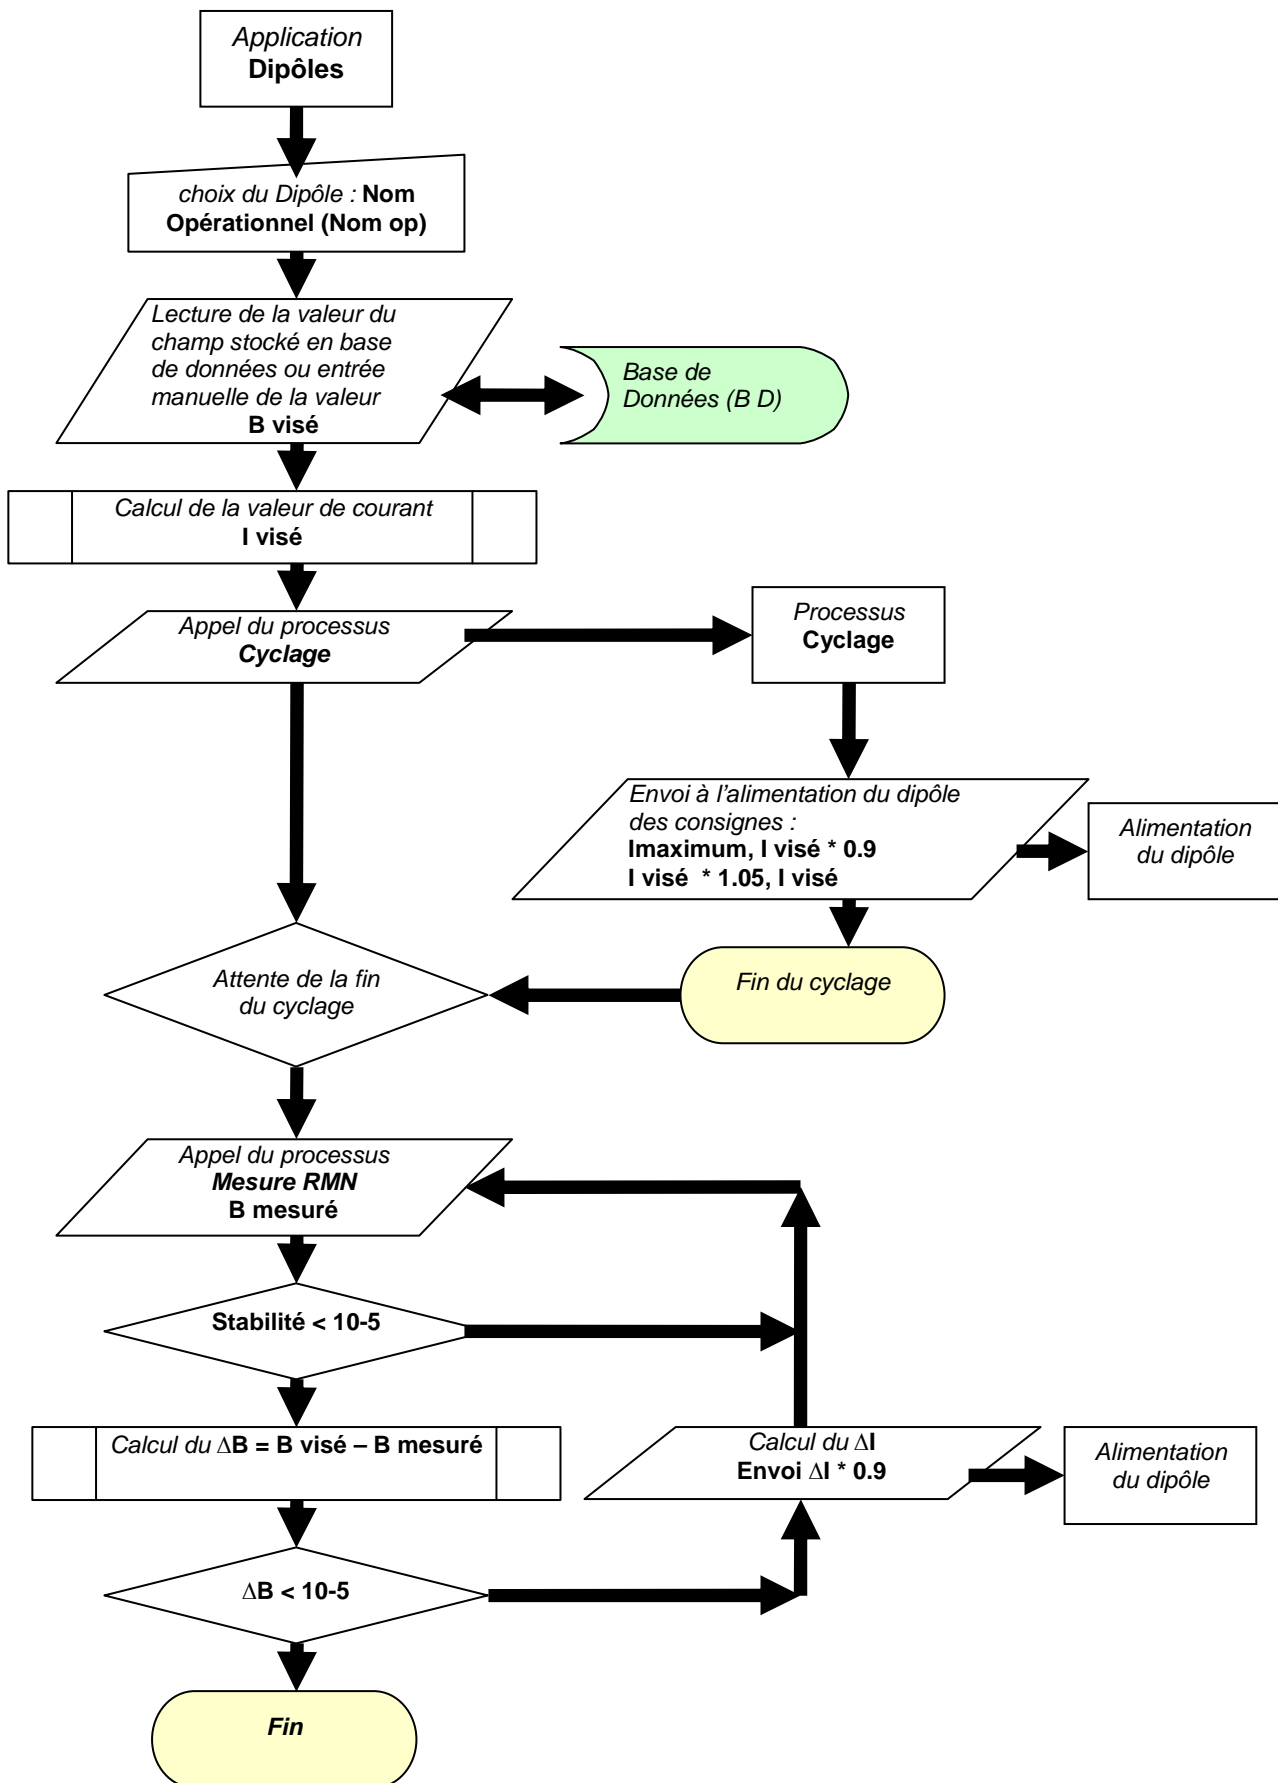 Application
Dipôles
choix du Dipôle : Nom
Opérationnel (Nom op)
Lecture de la valeur du
champ stocké en base
de données ou entrée
manuelle de la valeur
B visé
Base de
Données (B D)
Calcul de la valeur de courant
I visé
Appel du processus
Cyclage
Processus
Cyclage
Envoi à l’alimentation du dipôle
des consignes :
Imaximum, I visé * 0.9
I visé * 1.05, I visé
Alimentation
du dipôle
Attente de la fin
du cyclage
Fin du cyclage
Appel du processus
Mesure RMN
B mesuré
Stabilité < 10-5
Calcul du ∆B = B visé – B mesuré
Calcul du ∆I
Envoi ∆I * 0.9
Alimentation
du dipôle
∆B < 10-5
Fin